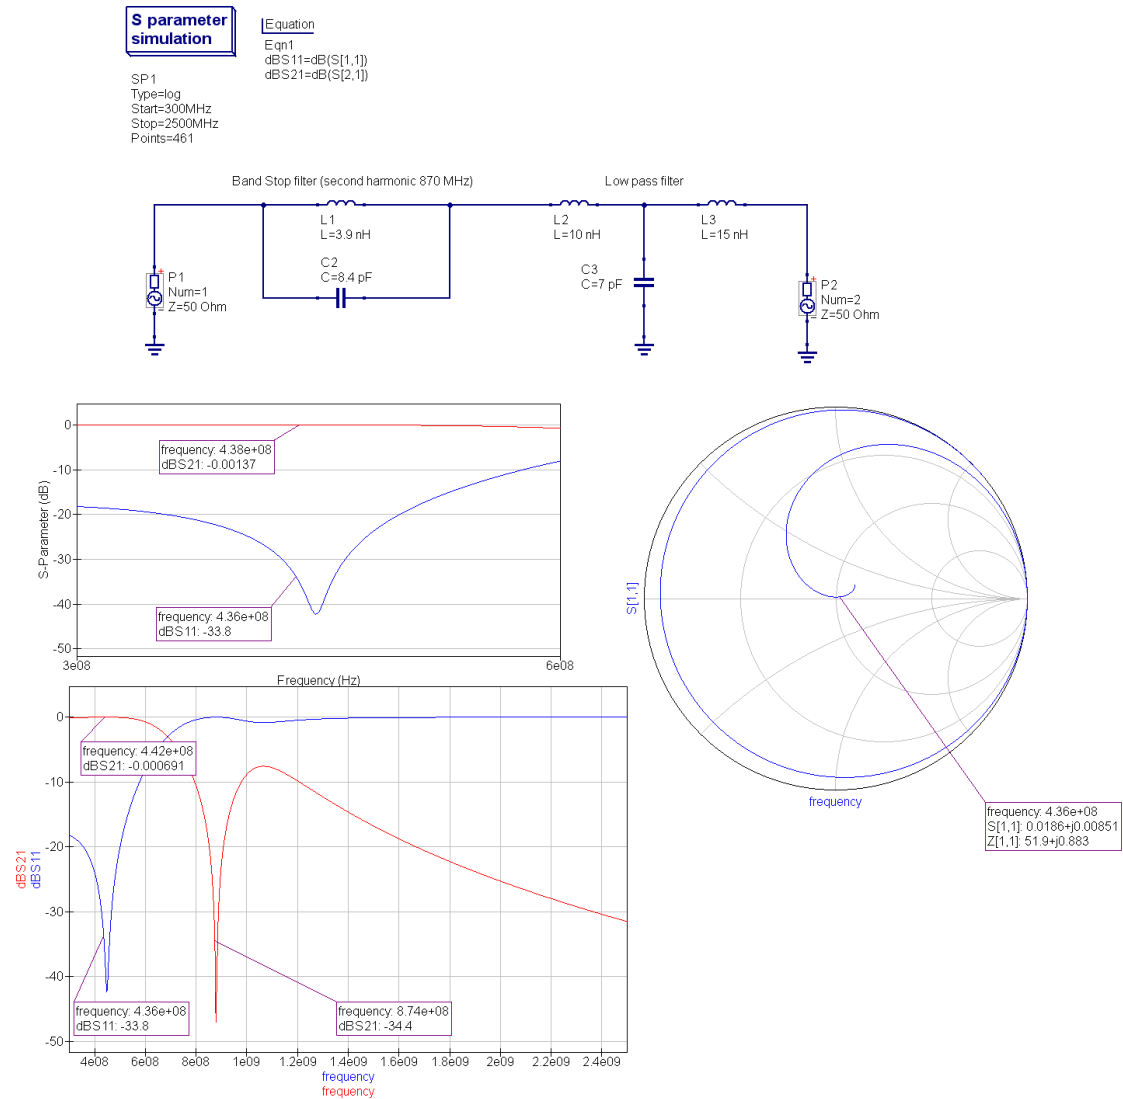 S parameter
simulation
Equation
Eqn1
dBS11=dB(S[1,1])
dBS21=dB(S[2,1])
SP1
Type=log
Start=300MHz
Stop=2500MHz
Points=461
Band Stop filter (second harmonic 870 MHz)
Low pass filter
L1
L=3.9 nH
L2
L=10 nH
L3
L=15 nH
C2
C=8.4 pF
C3
C=7 pF
P1
Num=1
Z=50 Ohm
P2
Num=2
Z=50 Ohm
0
-10
-20
-30
-40
-50
S-Parameter (dB)
frequency: 4.38e+08
dBS21: -0.00137
frequency: 4.36e+08
dBS11: -33.8
3e08
6e08
Frequency (Hz)
S[1,1]
frequency
frequency: 4.36e+08
S[1,1]: 0.0186+j0.00851
Z[1,1]: 51.9+j0.883
0
-10
-20
-30
-40
-50
dBS21
dBS11
frequency: 4.42e+08
dBS21: -0.000691
frequency: 4.36e+08
dBS11: -33.8
frequency: 8.74e+08
dBS21: -34.4
4e08 6e08 8e08 1e09 1.2e09 1.4e09 1.6e09 1.8e09 2e09 2.2e09 2.4e09
frequency
frequency